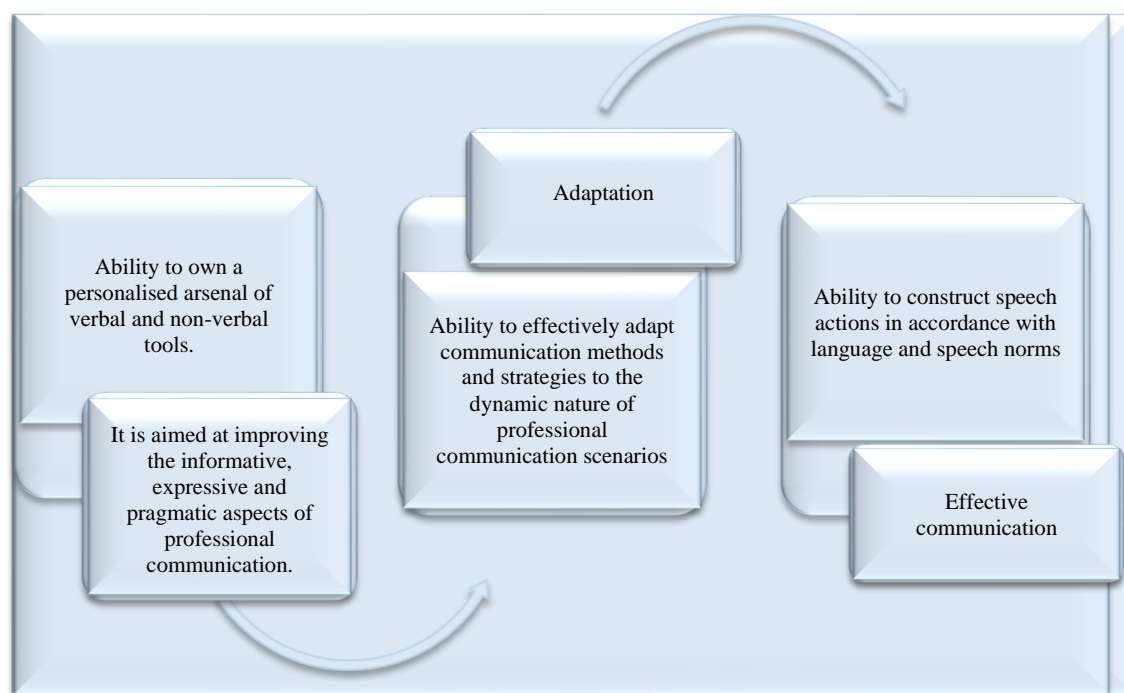 Ability to own a
personalised arsenal of
verbal and non-verbal
tools.
It is aimed at improving
the informative,
expressive and
pragmatic aspects of
professional
communication.
Adaptation
Ability to effectively adapt
communication methods
and strategies to the
dynamic nature of
professional
communication scenarios
Ability to construct speech
actions in accordance with
language and speech norms
Effective
communication